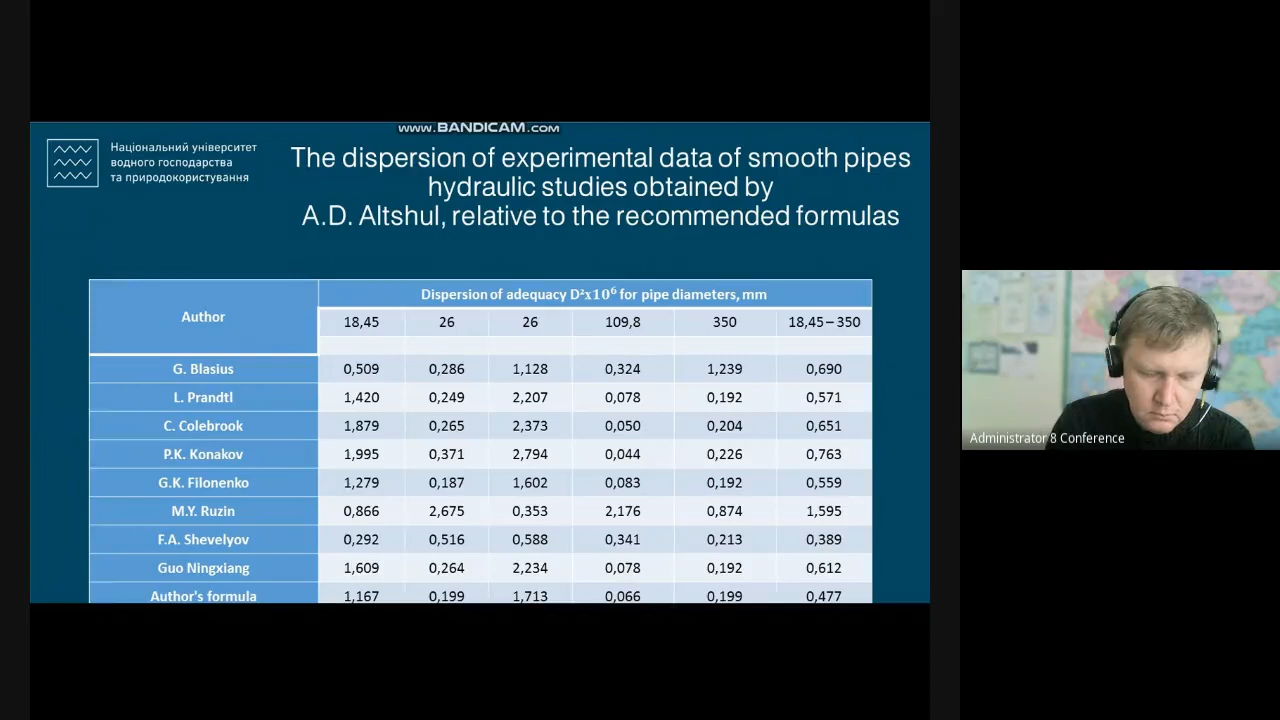 www.BANDICAM.com
Національний університет
водного господарства
та природокористування
The dispersion of experimental data of smooth pipes
hydraulic studies obtained by
A.D. Altshul, relative to the recommended formulas
Author
Dispersion of adequacy D²x10⁶ for pipe diameters, mm
18,45 26 26 109,8 350 18,45–350
G. Blasius 0,509 0,286 1,128 0,324 1,239 0,690
L. Prandtl 1,420 0,249 2,207 0,078 0,192 0,571
C. Colebrook 1,879 0,265 2,373 0,050 0,204 0,651
P.K. Konakov 1,995 0,371 2,794 0,044 0,226 0,763
G.K. Filonenko 1,279 0,187 1,602 0,083 0,192 0,559
M.Y. Ruzin 0,866 2,675 0,353 2,176 0,874 1,595
F.A. Shevelyov 0,292 0,516 0,588 0,341 0,213 0,389
Guo Ningxiang 1,609 0,264 2,234 0,078 0,192 0,612
Author's formula 1,167 0,199 1,713 0,066 0,199 0,477
Administrator 8 Conference